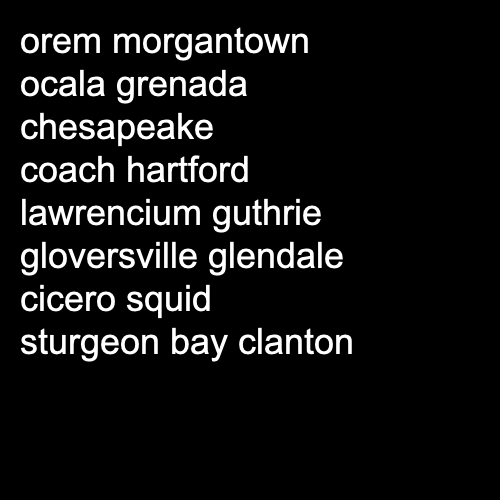 orem morgantown
ocala grenada
chesapeake
coach hartford
lawrencium guthrie
gloversville glendale
cicero squid
sturgeon bay clanton